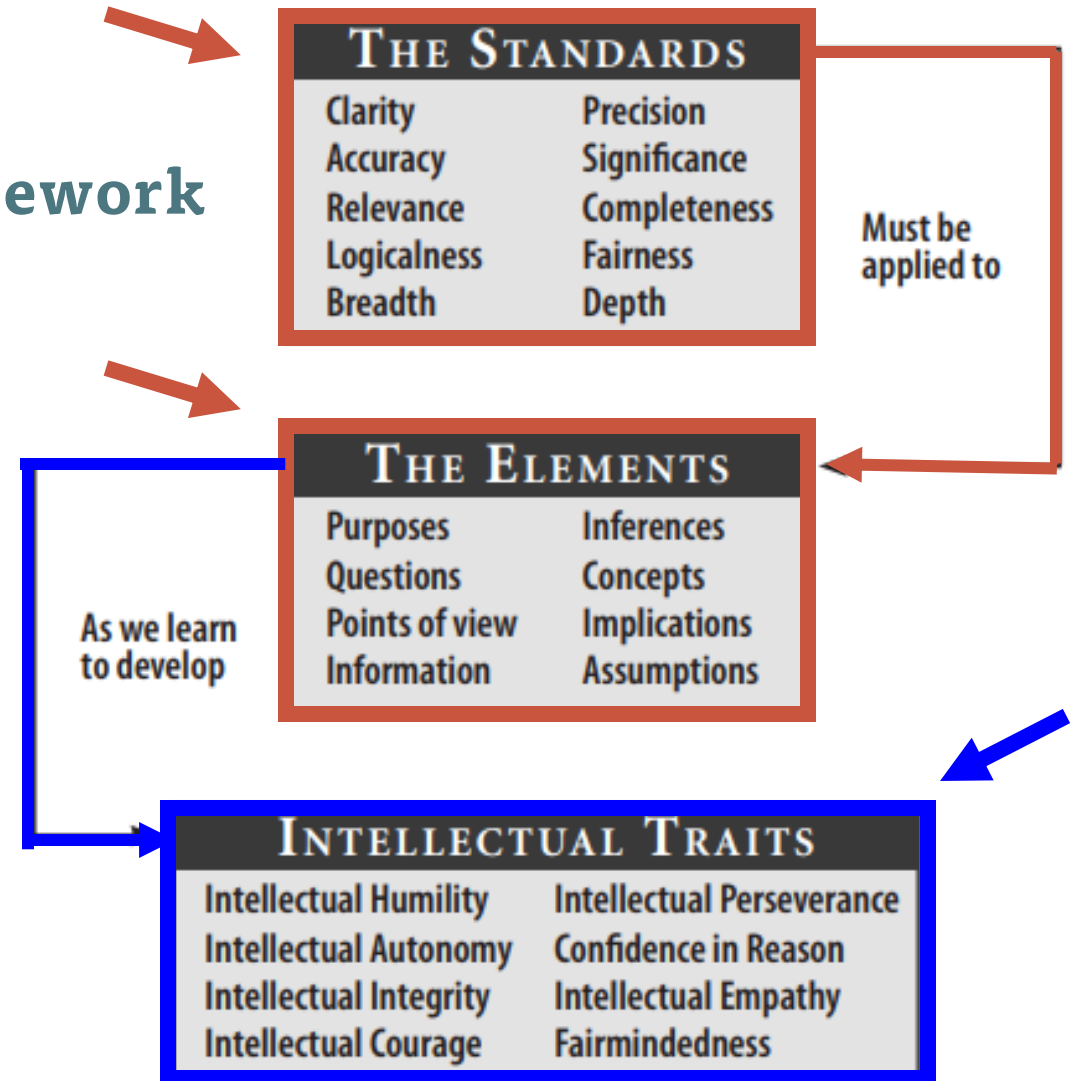 THE STANDARDS
Clarity Precision
Accuracy Significance
ework
Relevance Completeness
Logicalness Fairness
Breadth Depth
Must be
applied to
THE ELEMENTS
Purposes Inferences
Questions Concepts
Points of view Implications
Information Assumptions
As we learn
to develop
INTELLECTUAL TRAITS
Intellectual Humility Intellectual Perseverance
Intellectual Autonomy Confidence in Reason
Intellectual Integrity Intellectual Empathy
Intellectual Courage Fairmindedness